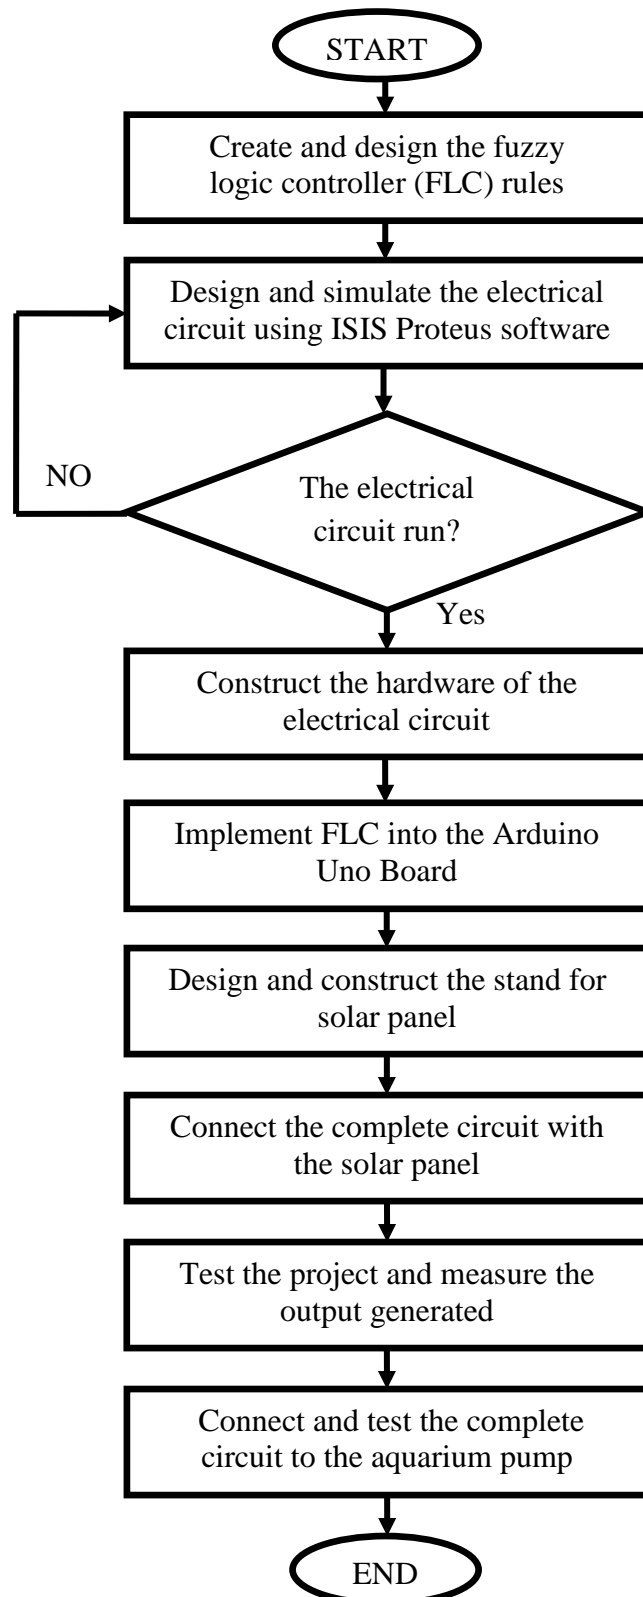 START
Create and design the fuzzy
logic controller (FLC) rules
Design and simulate the electrical
circuit using ISIS Proteus software
NO
The electrical
circuit run?
Yes
Construct the hardware of the
electrical circuit
Implement FLC into the Arduino
Uno Board
Design and construct the stand for
solar panel
Connect the complete circuit with
the solar panel
Test the project and measure the
output generated
Connect and test the complete
circuit to the aquarium pump
END